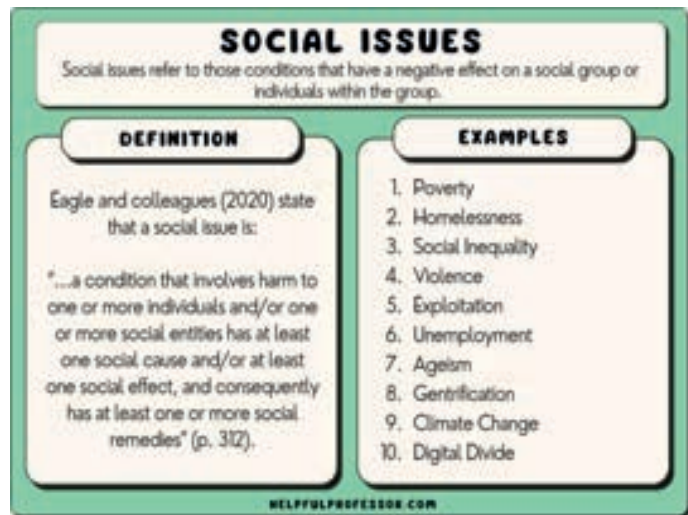 SOCIAL ISSUES
Social issues refer to those conditions that have a negative effect on a social group or
individuals within the group.
DEFINITION
Eagle and colleagues (2020) state
that a social issue is:
"....a condition that involves harm to
one or more individuals and/or one
or more social entities has at least
one social cause and/or at least
one social effect, and consequently
has at least one or more social
remedies" (p. 312).
EXAMPLES
1. Poverty
2. Homelessness
3. Social Inequality
4. Violence
5. Exploitation
6. Unemployment
7. Ageism
8. Gentrification
9. Climate Change
10. Digital Divide
HELPFULPROFESSOR.COM